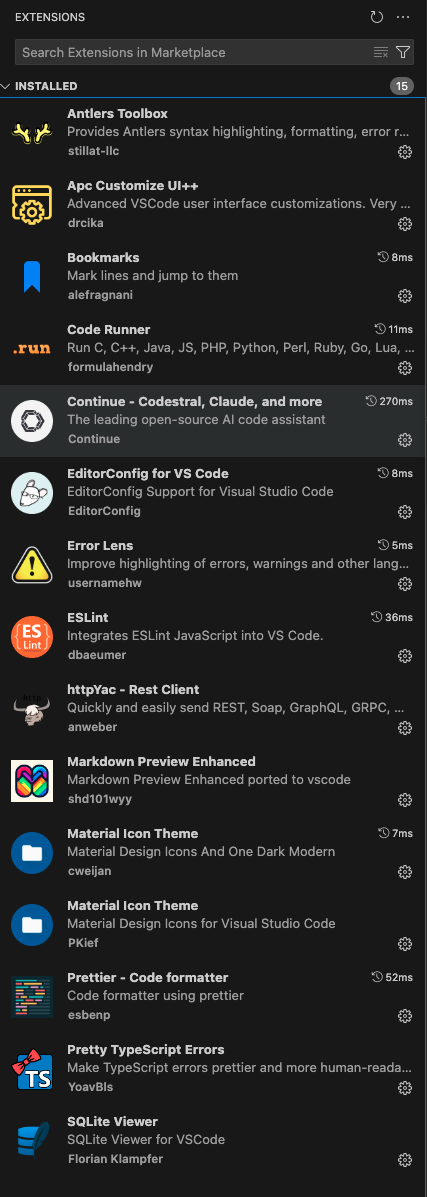 EXTENSIONS
Search Extensions in Marketplace
INSTALLED 15
Antlers Toolbox
Provides Antlers syntax highlighting, formatting, error r...
stillat-llc
Apc Customize UI++
Advanced VSCode user interface customizations. Very ...
drcika
Bookmarks 8ms
Mark lines and jump to them
alefragnani
.run
Code Runner 11ms
Run C, C++, Java, JS, PHP, Python, Perl, Ruby, Go, Lua, ...
formulahendry
Continue - Codestral, Claude, and more 270ms
The leading open-source AI code assistant
Continue
EditorConfig for VS Code 8ms
EditorConfig Support for Visual Studio Code
EditorConfig
Error Lens 5ms
Improve highlighting of errors, warnings and other lang...
usernamehw
{ES}
Lint
ESLint 36ms
Integrates ESLint JavaScript into VS Code.
dbaeumer
http
httpYac - Rest Client
Quickly and easily send REST, Soap, GraphQL, GRPC, ...
anweber
Markdown Preview Enhanced
Markdown Preview Enhanced ported to vscode
shd101wyy
Material Icon Theme 7ms
Material Design Icons And One Dark Modern
cweijan
Material Icon Theme
Material Design Icons for Visual Studio Code
PKief
Prettier - Code formatter 52ms
Code formatter using prettier
esbenp
TS
Pretty TypeScript Errors
Make TypeScript errors prettier and more human-reada...
YoavBls
SQLite Viewer
SQLite Viewer for VSCode
Florian Klampfer